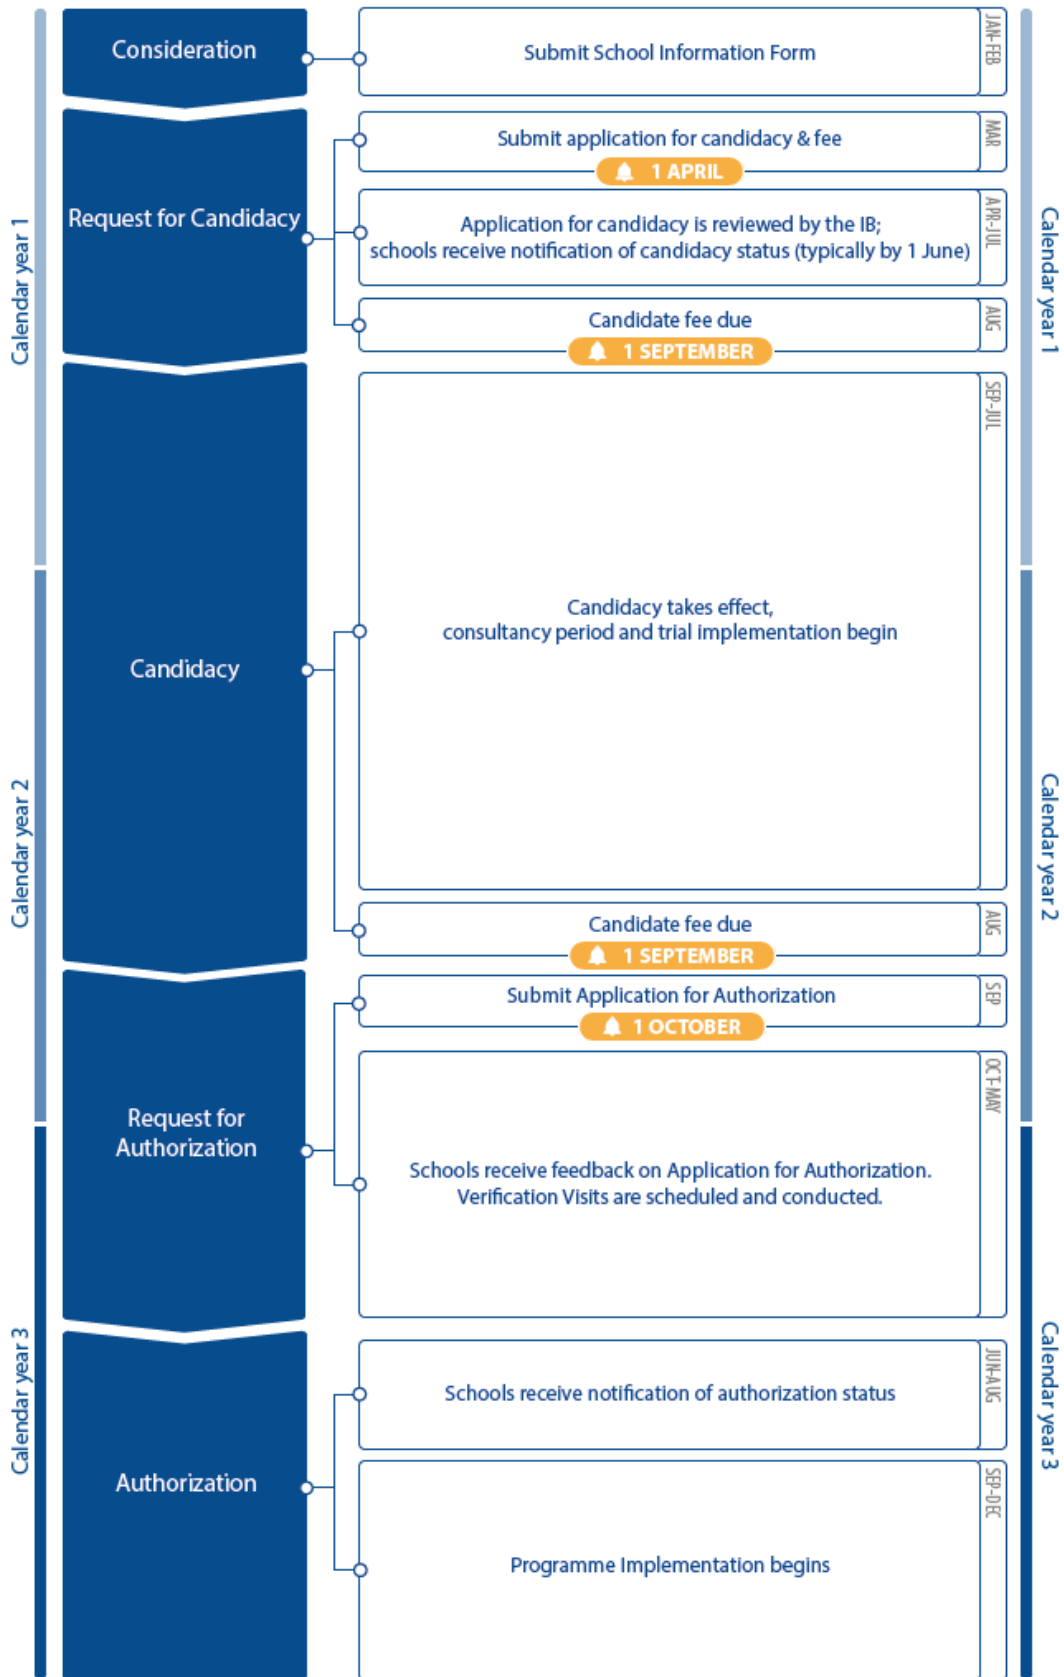 Calendar year 1
Calendar year 2
Calendar year 3
Consideration
Submit School Information Form
JAN-FEB
Request for Candidacy
Submit application for candidacy & fee
1 APRIL
MAR
Application for candidacy is reviewed by the IB;
schools receive notification of candidacy status (typically by 1 June)
APR-JUL
Candidate fee due
1 SEPTEMBER
AUG
Candidacy
Candidacy takes effect,
consultancy period and trial implementation begin
SEP-JUL
Candidate fee due
1 SEPTEMBER
AUG
Request for
Authorization
Submit Application for Authorization
1 OCTOBER
SEP
Schools receive feedback on Application for Authorization.
Verification Visits are scheduled and conducted.
OCT-MAY
Authorization
Schools receive notification of authorization status
JUN-AUG
Programme Implementation begins
SEP-DEC
Calendar year 1
Calendar year 2
Calendar year 3